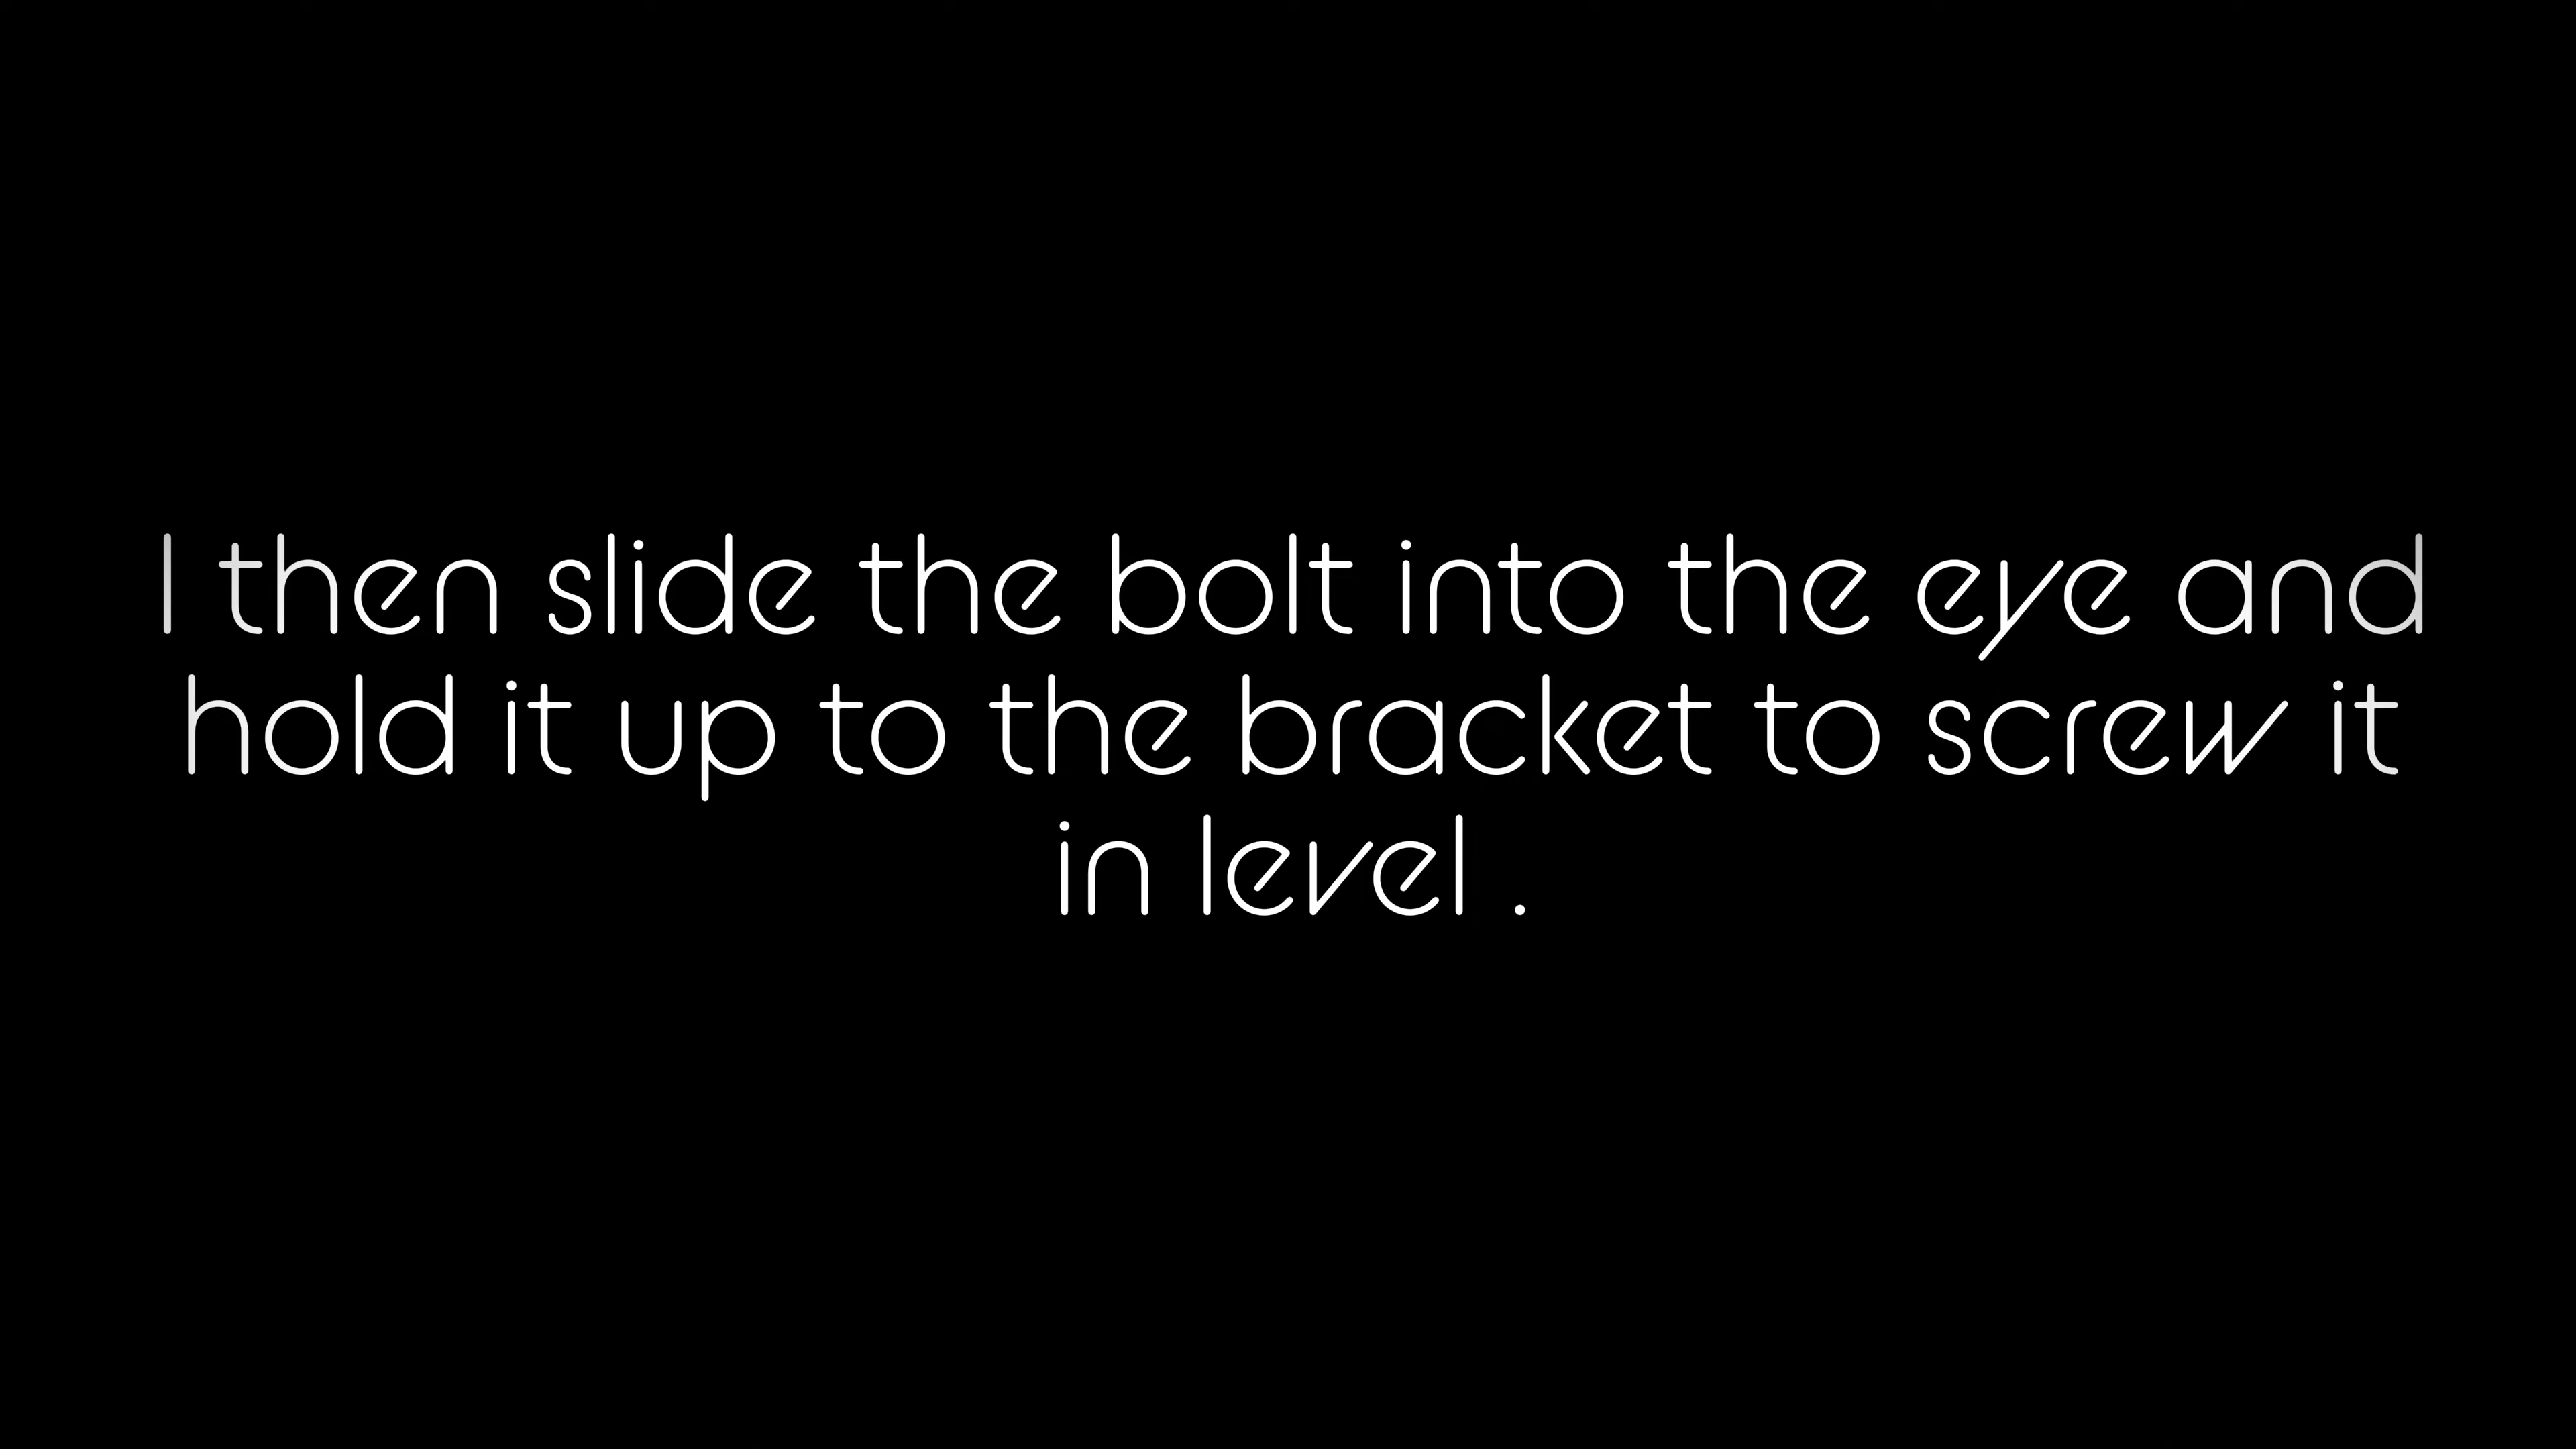 I then slide the bolt into the eye and
hold it up to the bracket to screw it
in level .